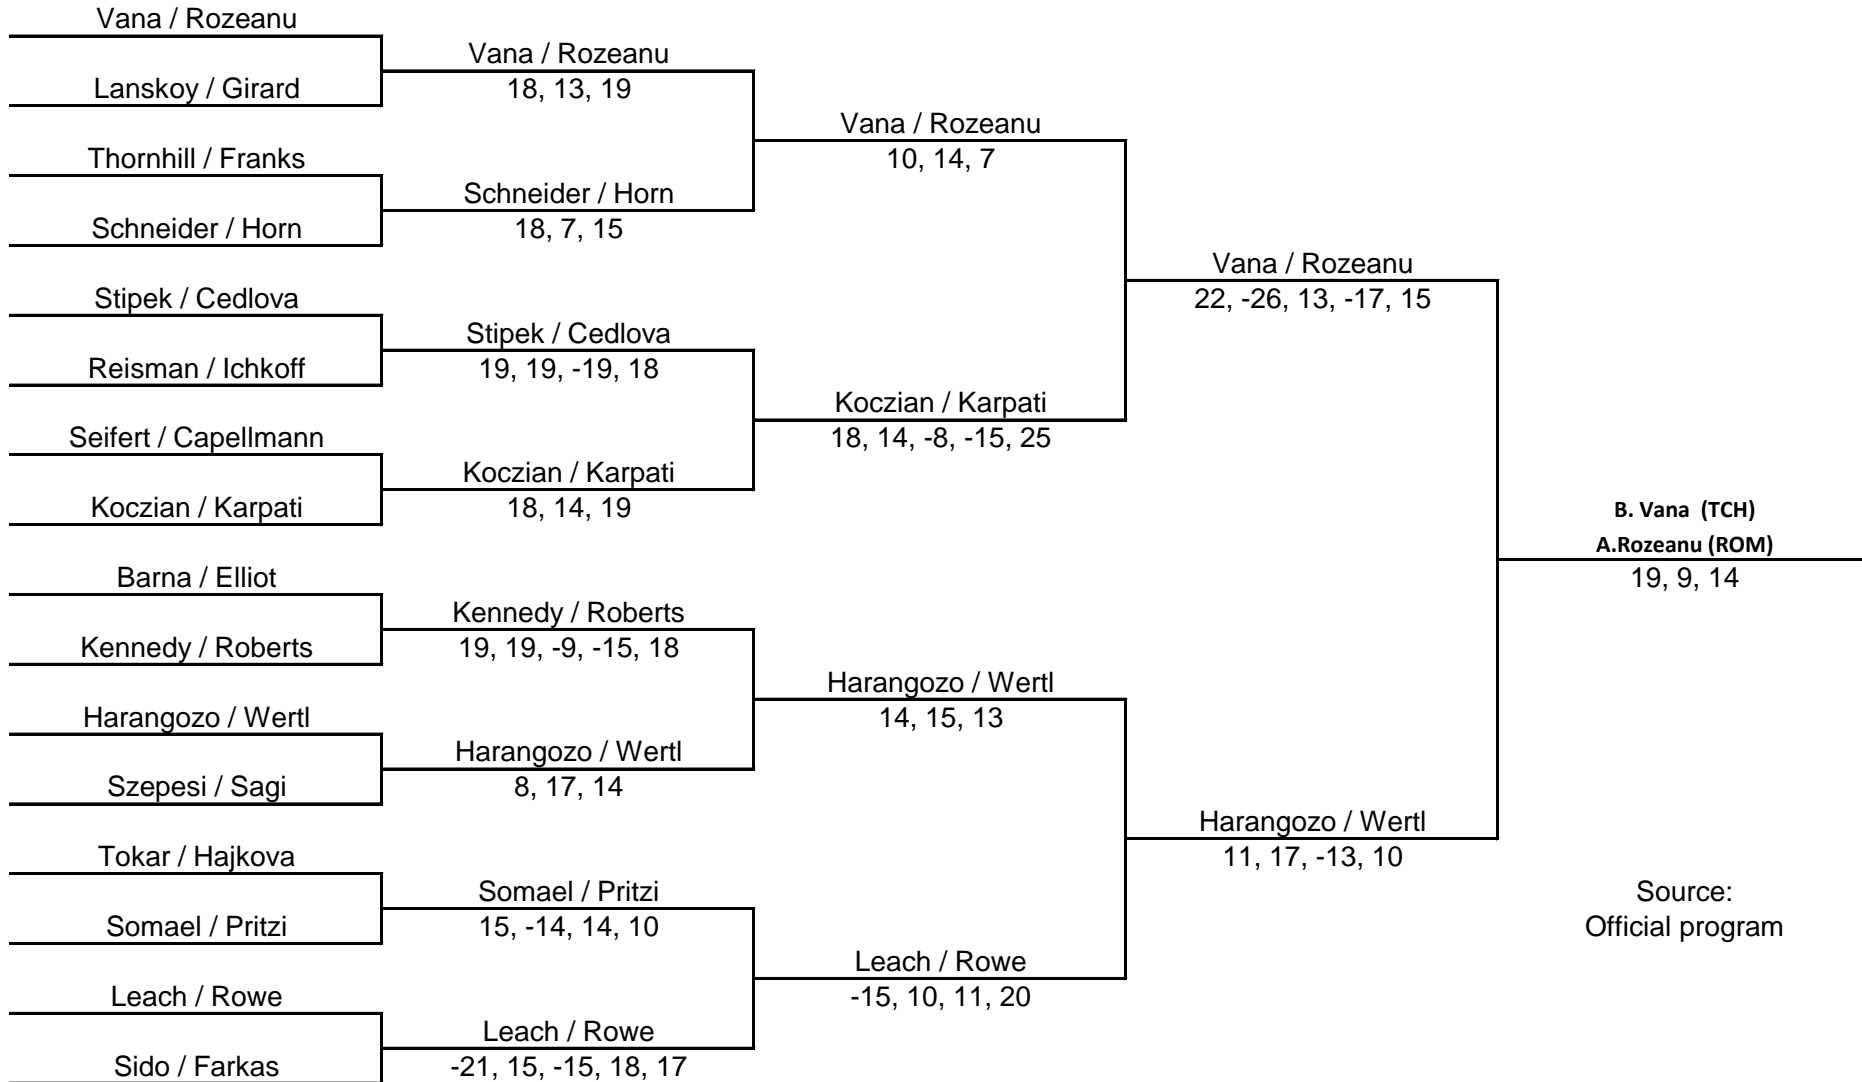 Vana / Rozeanu
Lanskoy / Girard
Thornhill / Franks
Schneider / Horn
Stipek / Cedlova
Reisman / Ichkoff
Seifert / Capellmann
Koczian / Karpati
Barna / Elliot
Kennedy / Roberts
Harangozo / Wertl
Szepesi / Sagi
Tokar / Hajkova
Somael / Pritzi
Leach / Rowe
Sido / Farkas
Vana / Rozeanu
18, 13, 19
Schneider / Horn
18, 7, 15
Stipek / Cedlova
19, 19, -19, 18
Koczian / Karpati
18, 14, 19
Kennedy / Roberts
19, 19, -9, -15, 18
Harangozo / Wertl
8, 17, 14
Somael / Pritzi
15, -14, 14, 10
Leach / Rowe
-21, 15, -15, 18, 17
Vana / Rozeanu
10, 14, 7
Koczian / Karpati
18, 14, -8, -15, 25
Harangozo / Wertl
14, 15, 13
Leach / Rowe
-15, 10, 11, 20
Vana / Rozeanu
22, -26, 13, -17, 15
Harangozo / Wertl
11, 17, -13, 10
B. Vana (TCH)
A.Rozeanu (ROM)
19, 9, 14
Source:
Official program